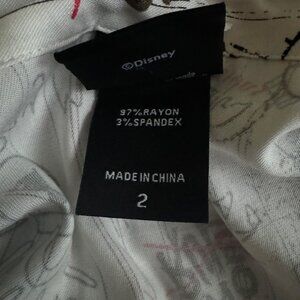 ©Disney
97%RAYON
3%SPANDEX
MADE IN CHINA
2